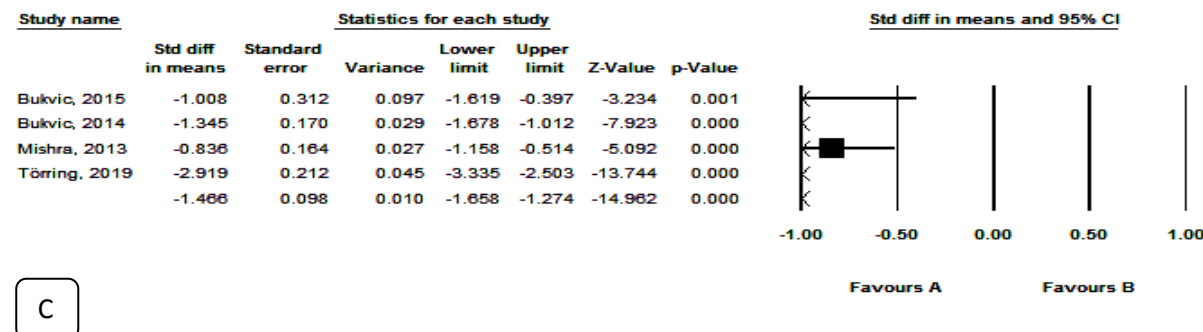 Study name Statistics for each study Std diff in means and 95% CI
Std diff Standard Lower Upper
in means error Variance limit limit Z-Value p-Value
Bukvic, 2015 -1.008 0.312 0.097 -1.619 -0.397 -3.234 0.001
Bukvic, 2014 -1.345 0.170 0.029 -1.678 -1.012 -7.923 0.000
Mishra, 2013 -0.836 0.164 0.027 -1.158 -0.514 -5.092 0.000
Törring, 2019 -2.919 0.212 0.045 -3.335 -2.503 -13.744 0.000
-1.466 0.098 0.010 -1.658 -1.274 -14.962 0.000
-1.00 -0.50 0.00 0.50 1.00
Favours A Favours B
C